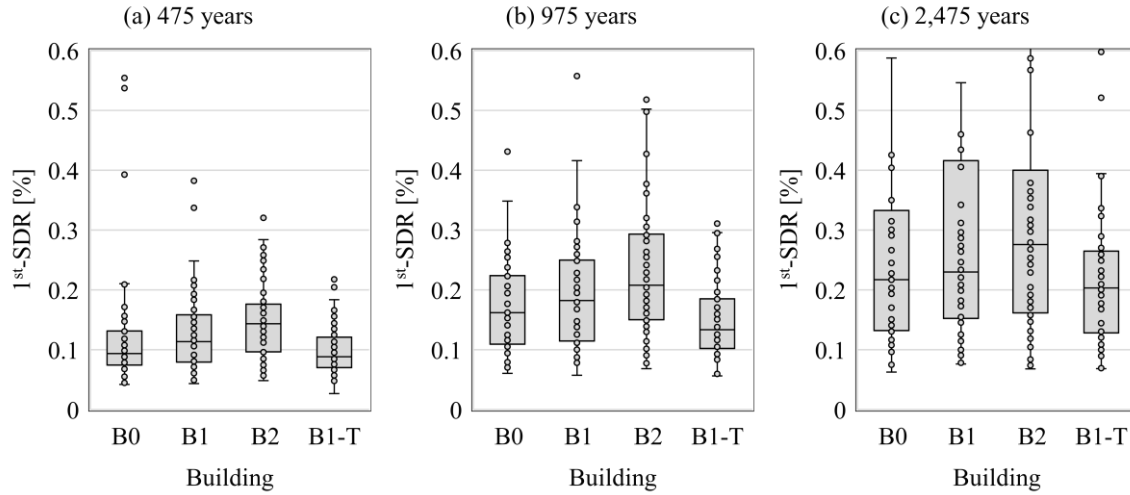 (a) 475 years
(b) 975 years
(c) 2,475 years
1st-SDR [%]
0.6
0.5
0.4
0.3
0.2
0.1
0
B0 B1 B2 B1-T
Building
1st-SDR [%]
0.6
0.5
0.4
0.3
0.2
0.1
0
B0 B1 B2 B1-T
Building
1st-SDR [%]
0.6
0.5
0.4
0.3
0.2
0.1
0
B0 B1 B2 B1-T
Building